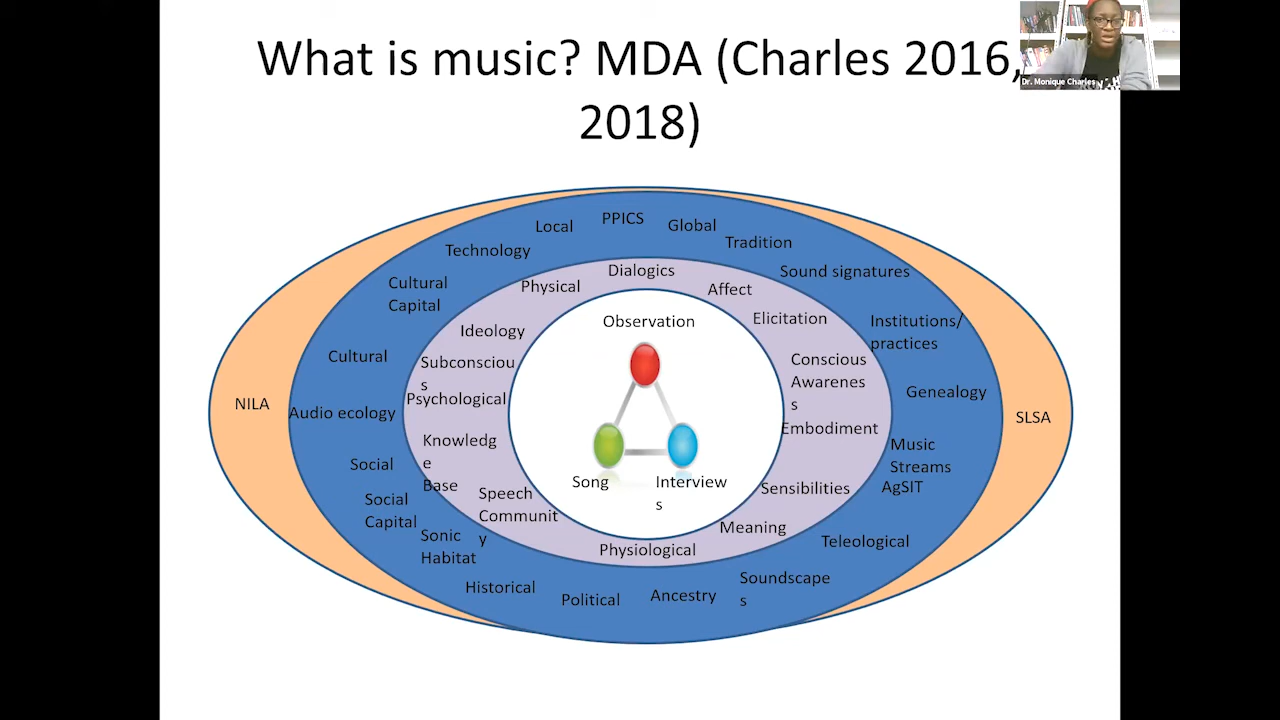 What is music? MDA (Charles 2016,
2018)
Dr. Monique Charles
PPICS
Local
Global
Technology
Tradition
Sound signatures
Cultural
Capital
Institutions/
practices
Cultural
Genealogy
Audio ecology
Music
Streams
AgSIT
Social
Social
Capital
Sonic
Habitat
Teleological
Historical
Political
Ancestry
Soundscape
s
NILA
SLSA
Dialogics
Physical
Affect
Ideology
Elicitation
Subconsciou
s
Conscious
Awarenes
s
Psychological
Embodiment
Knowledg
e
Base
Speech
Communit
y
Sensibilities
Meaning
Physiological
Observation
Song
Interview
s